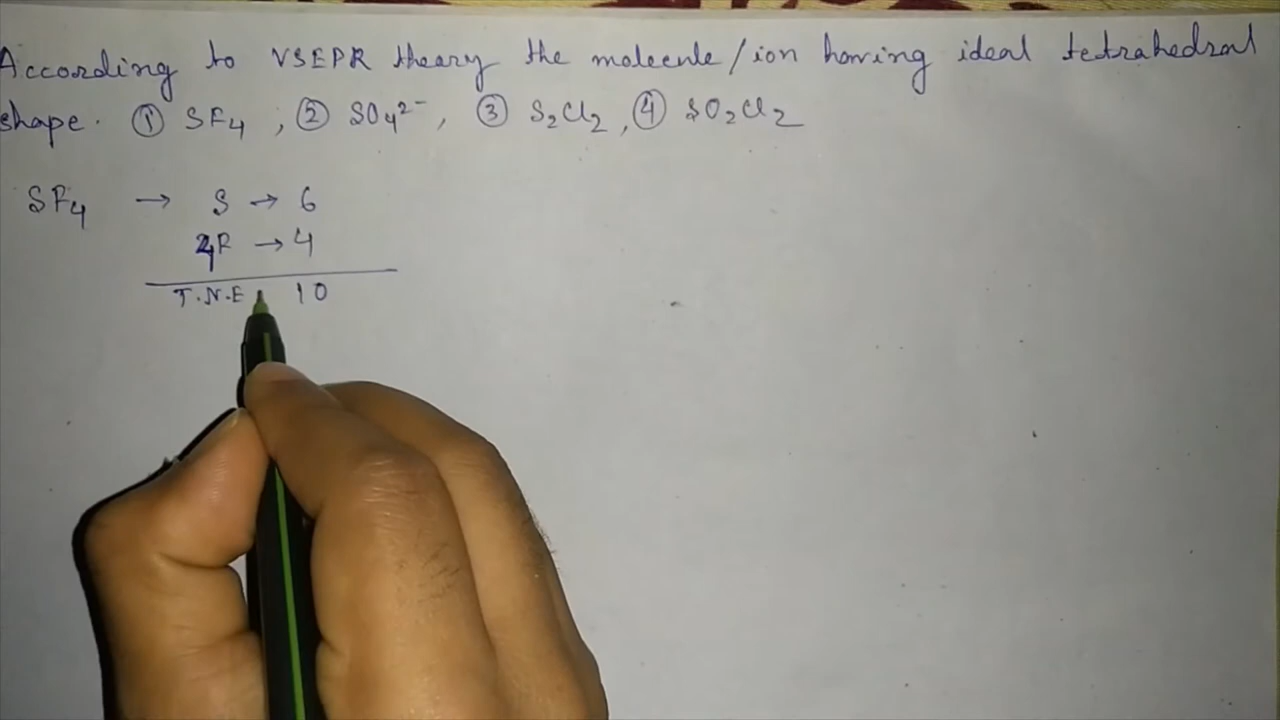 According to VSEPR theory the molecule/ion having ideal tetrahedral
shape. ① SF4 ; ② SO4²⁻, ③ S2Cl2, ④ SO2Cl2
SF4 → S → 6
4F → 4
T.N.E 10